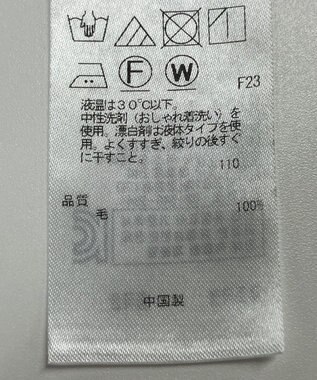 F
W
F23
液温は30℃以下。
中性洗剤（おしゃれ着洗い）を
使用。漂白剤は液体タイプを使
用。よくすすぎ、絞りの後すぐ
に干すこと。
110
品質
毛 100%
中国製